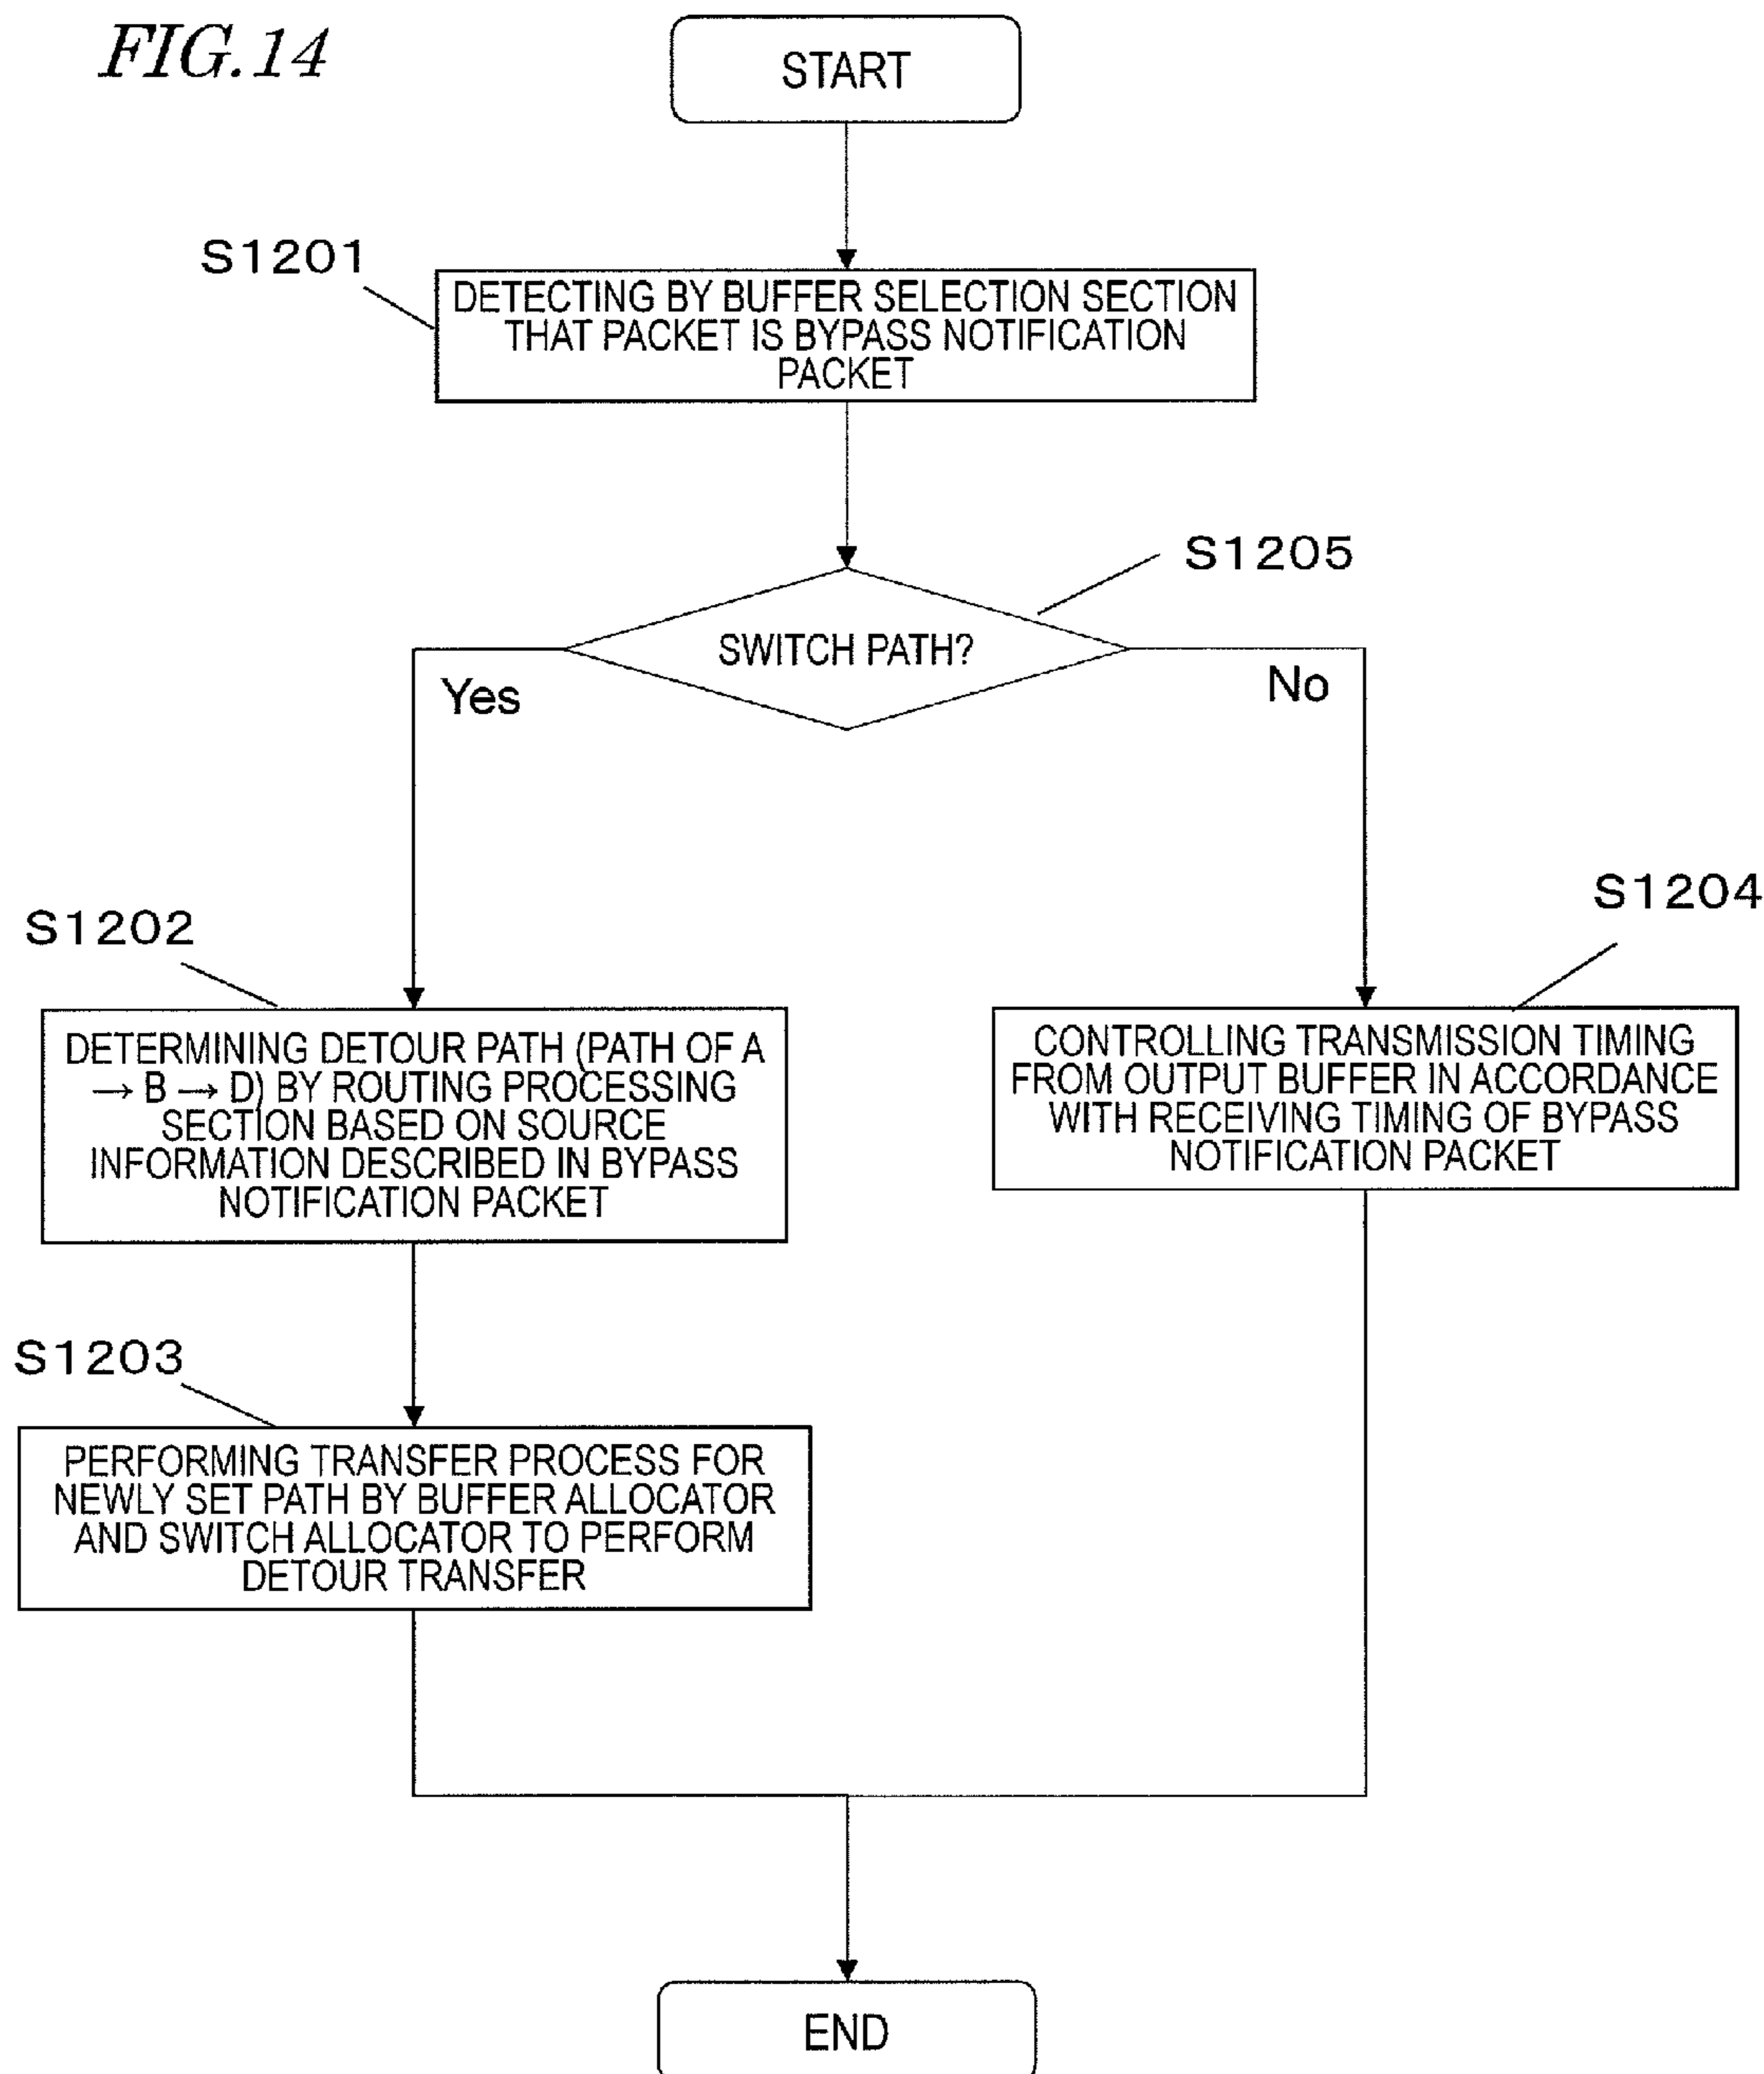 FIG.14
START
S1201
DETECTING BY BUFFER SELECTION SECTION
THAT PACKET IS BYPASS NOTIFICATION
PACKET
S1205
SWITCH PATH?
Yes
No
S1202
DETERMINING DETOUR PATH (PATH OF A
→ B → D) BY ROUTING PROCESSING
SECTION BASED ON SOURCE
INFORMATION DESCRIBED IN BYPASS
NOTIFICATION PACKET
S1204
CONTROLLING TRANSMISSION TIMING
FROM OUTPUT BUFFER IN ACCORDANCE
WITH RECEIVING TIMING OF BYPASS
NOTIFICATION PACKET
S1203
PERFORMING TRANSFER PROCESS FOR
NEWLY SET PATH BY BUFFER ALLOCATOR
AND SWITCH ALLOCATOR TO PERFORM
DETOUR TRANSFER
END